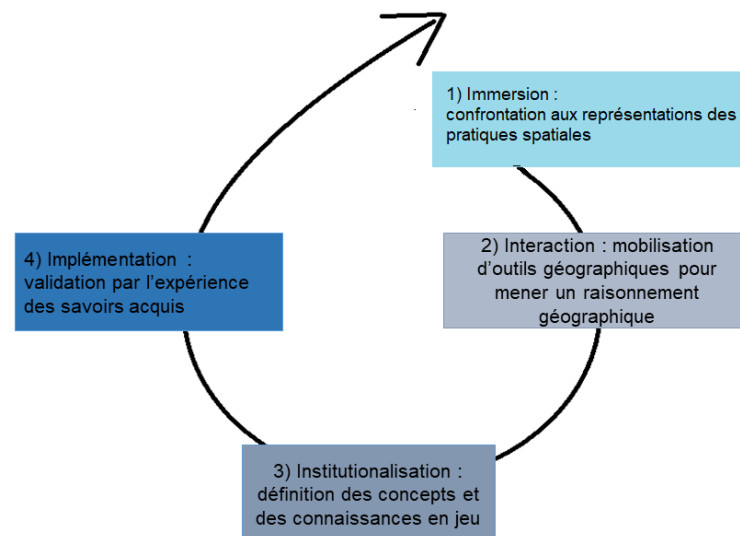 1) Immersion :
confrontation aux représentations des
pratiques spatiales
2) Interaction : mobilisation
d'outils géographiques pour
mener un raisonnement
géographique
3) Institutionalisation :
définition des concepts et
des connaissances en jeu
4) Implémentation :
validation par l'expérience
des savoirs acquis